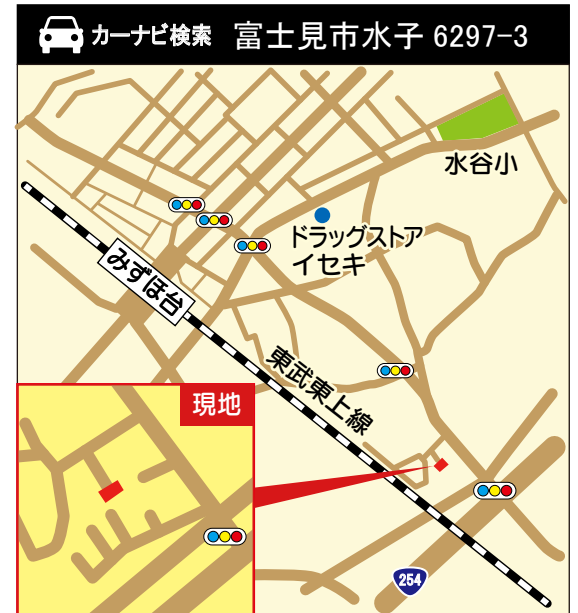 カーナビ検索 富士見市水子 6297-3
水谷小
ドラッグストア
イセキ
みずほ台
東武東上線
現地
254